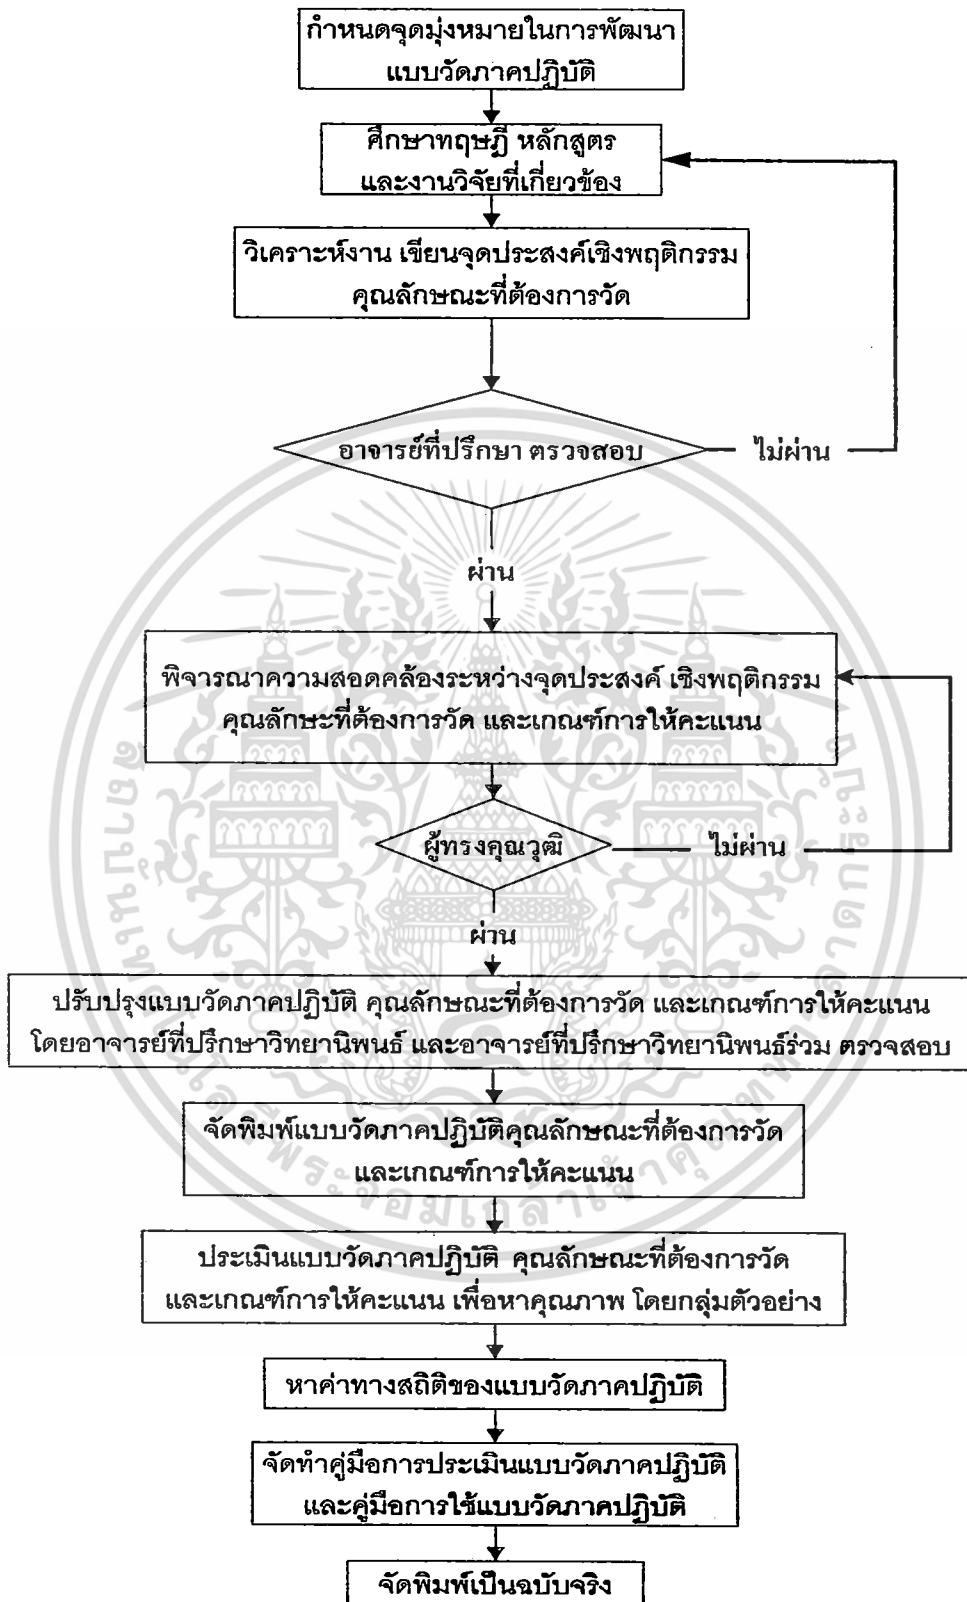 กำหนดจุดมุ่งหมายในการพัฒนา
แบบวัดภาคปฏิบัติ
ศึกษาทฤษฎี หลักสูตร
และงานวิจัยที่เกี่ยวข้อง
วิเคราะห์งาน เขียนจุดประสงค์เชิงพฤติกรรม
คุณลักษณะที่ต้องการวัด
อาจารย์ที่ปรึกษา ตรวจสอบ
ไม่ผ่าน
ผ่าน
พิจารณาความสอดคล้องระหว่างจุดประสงค์ เชิงพฤติกรรม
คุณลักษะที่ต้องการวัด และเกณฑ์การให้คะแนน
ผู้ทรงคุณวุฒิ
ไม่ผ่าน
ผ่าน
ปรับปรุงแบบวัดภาคปฏิบัติ คุณลักษณะที่ต้องการวัด และเกณฑ์การให้คะแนน
โดยอาจารย์ที่ปรึกษาวิทยานิพนธ์ และอาจารย์ที่ปรึกษาวิทยานิพนธ์ร่วม ตรวจสอบ
จัดพิมพ์แบบวัดภาคปฏิบัติคุณลักษณะที่ต้องการวัด
และเกณฑ์การให้คะแนน
ประเมินแบบวัดภาคปฏิบัติ คุณลักษณะที่ต้องการวัด
และเกณฑ์การให้คะแนน เพื่อหาคุณภาพ โดยกลุ่มตัวอย่าง
หาค่าทางสถิติของแบบวัดภาคปฏิบัติ
จัดทำคู่มือการประเมินแบบวัดภาคปฏิบัติ
และคู่มือการใช้แบบวัดภาคปฏิบัติ
จัดพิมพ์เป็นฉบับจริง